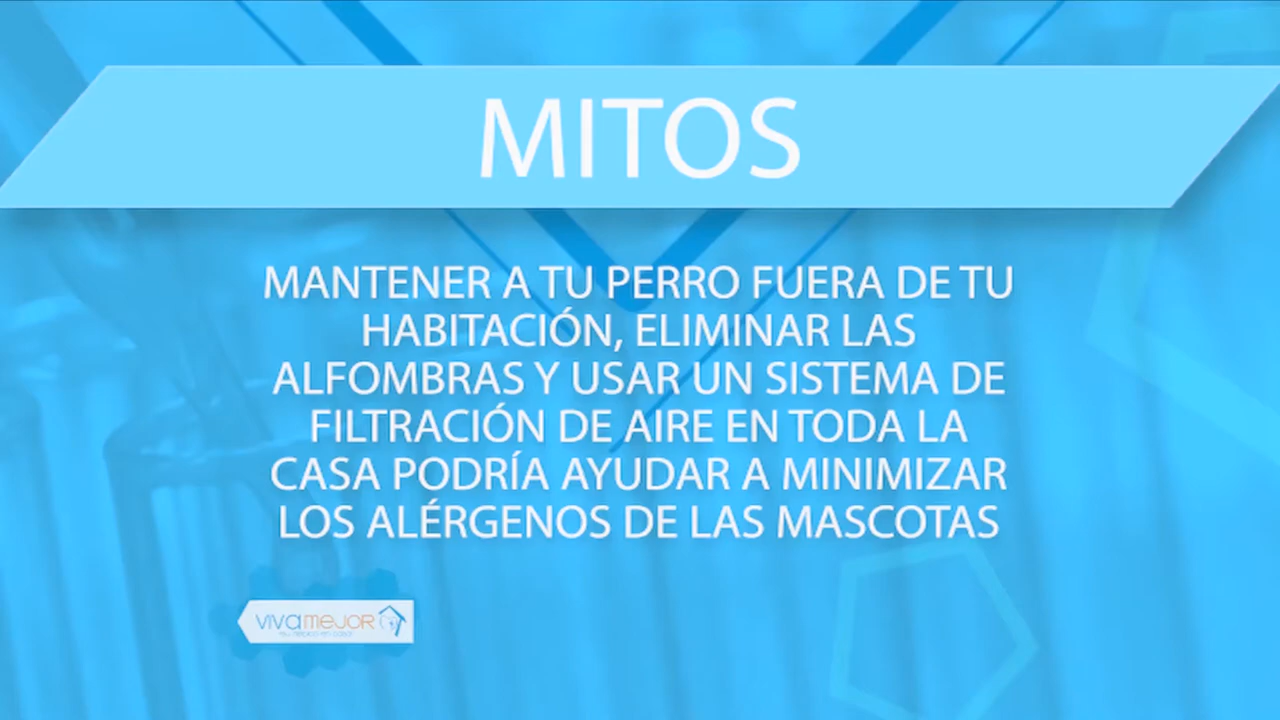 MITOS
MANTENER A TU PERRO FUERA DE TU
HABITACIÓN, ELIMINAR LAS
ALFOMBRAS Y USAR UN SISTEMA DE
FILTRACIÓN DE AIRE EN TODA LA
CASA PODRÍA AYUDAR A MINIMIZAR
LOS ALÉRGENOS DE LAS MASCOTAS
VIVAMEJOR